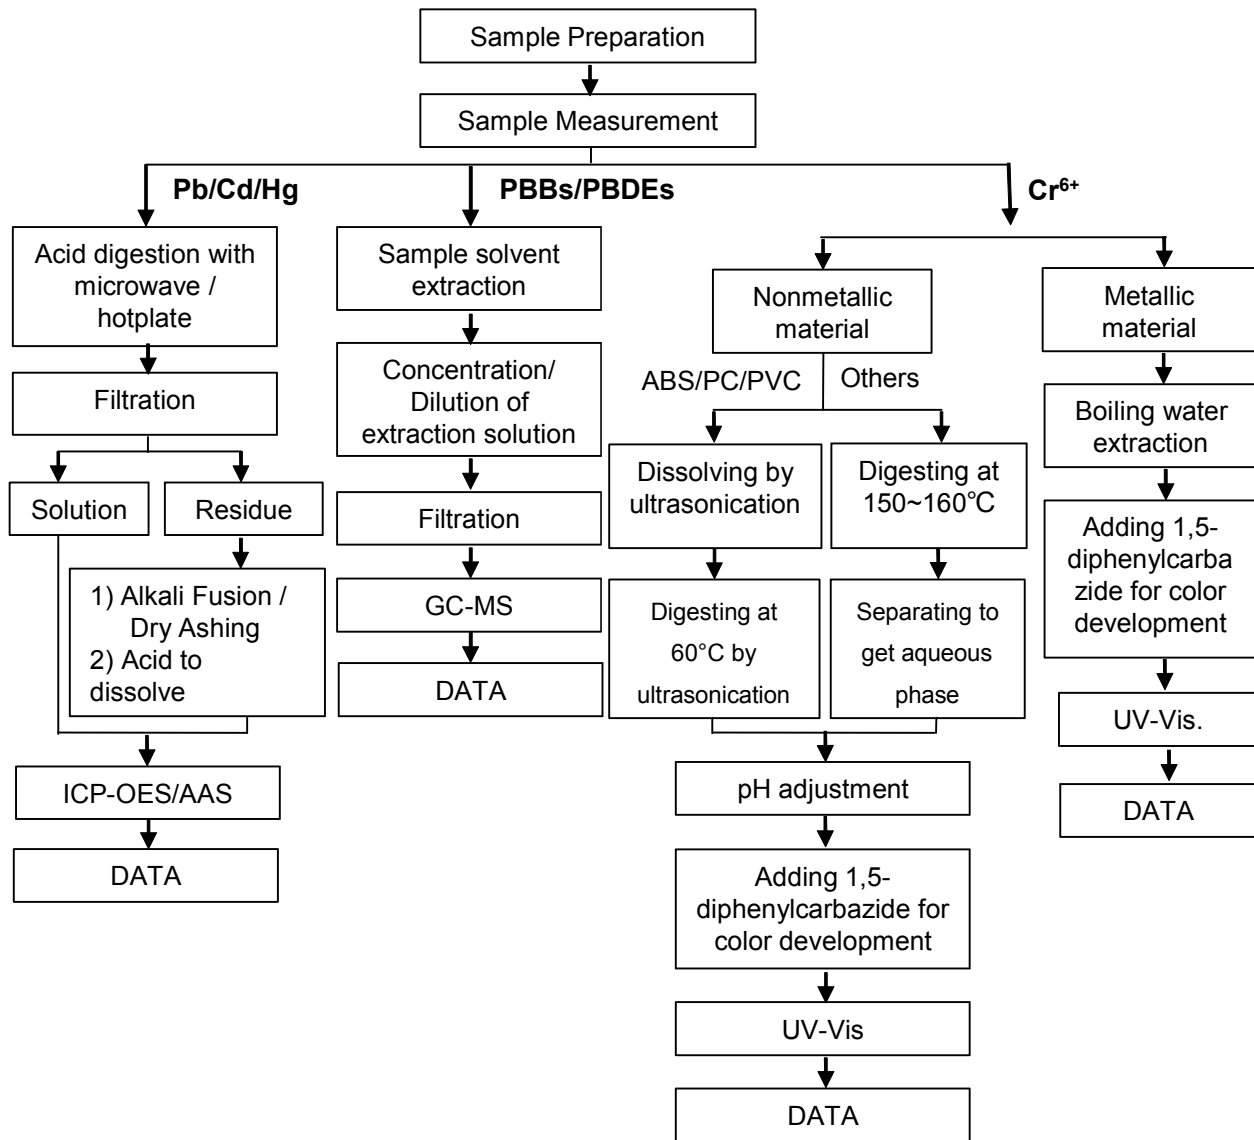 Sample Preparation
Sample Measurement
Pb/Cd/Hg
PBBs/PBDEs
Cr⁶⁺
Acid digestion with
microwave /
hotplate
Filtration
Solution
Residue
1) Alkali Fusion /
Dry Ashing
2) Acid to
dissolve
ICP-OES/AAS
DATA
Sample solvent
extraction
Concentration/
Dilution of
extraction solution
Filtration
GC-MS
DATA
Nonmetallic
material
ABS/PC/PVC
Others
Dissolving by
ultrasonication
Digesting at
60°C by
ultrasonication
Digesting at
150~160℃
Separating to
get aqueous
phase
pH adjustment
Adding 1,5-
diphenylcarbazide for
color development
UV-Vis
DATA
Metallic
material
Boiling water
extraction
Adding 1,5-
diphenylcarba
zide for color
development
UV-Vis.
DATA